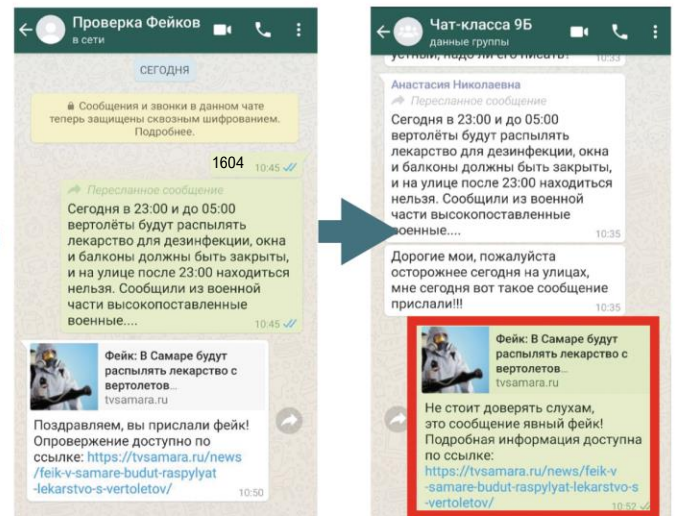 Проверка Фейков
в сети
СЕГОДНЯ
Сообщения и звонки в данном чате
теперь защищены сквозным шифрованием.
Подробнее.
1604 10:45
Пересланное сообщение
Сегодня в 23:00 и до 05:00
вертолёты будут распылять
лекарство для дезинфекции, окна
и балконы должны быть закрыты,
и на улице после 23:00 находиться
нельзя. Сообщили из военной
части высокопоставленные
военные....
10:45
Фейк: В Самаре будут
распылять лекарство с
вертолетов...
tvsamara.ru
Поздравляем, вы прислали фейк!
Опровержение доступно по
ссылке: https://tvsamara.ru/news
/feik-v-samare-budut-raspylyat
-lekarstvo-s-vertoletov/
10:50
Чат-класса 9Б
данные группы
устный, надо ли его писать?
10:33
Анастасия Николаевна
Пересланное сообщение
Сегодня в 23:00 и до 05:00
вертолёты будут распылять
лекарство для дезинфекции, окна
и балконы должны быть закрыты,
и на улице после 23:00 находиться
нельзя. Сообщили из военной
части высокопоставленные
военные....
10:35
Дорогие мои, пожалуйста
осторожнее сегодня на улицах,
мне сегодня вот такое сообщение
прислали!!!
10:35
Фейк: В Самаре будут
распылять лекарство с
вертолетов...
tvsamara.ru
Не стоит доверять слухам,
это сообщение явный фейк!
Подробная информация доступна
по ссылке:
https://tvsamara.ru/news/feik-v
-samare-budut-raspylyat-lekarstvo-s
-vertoletov/
10:52